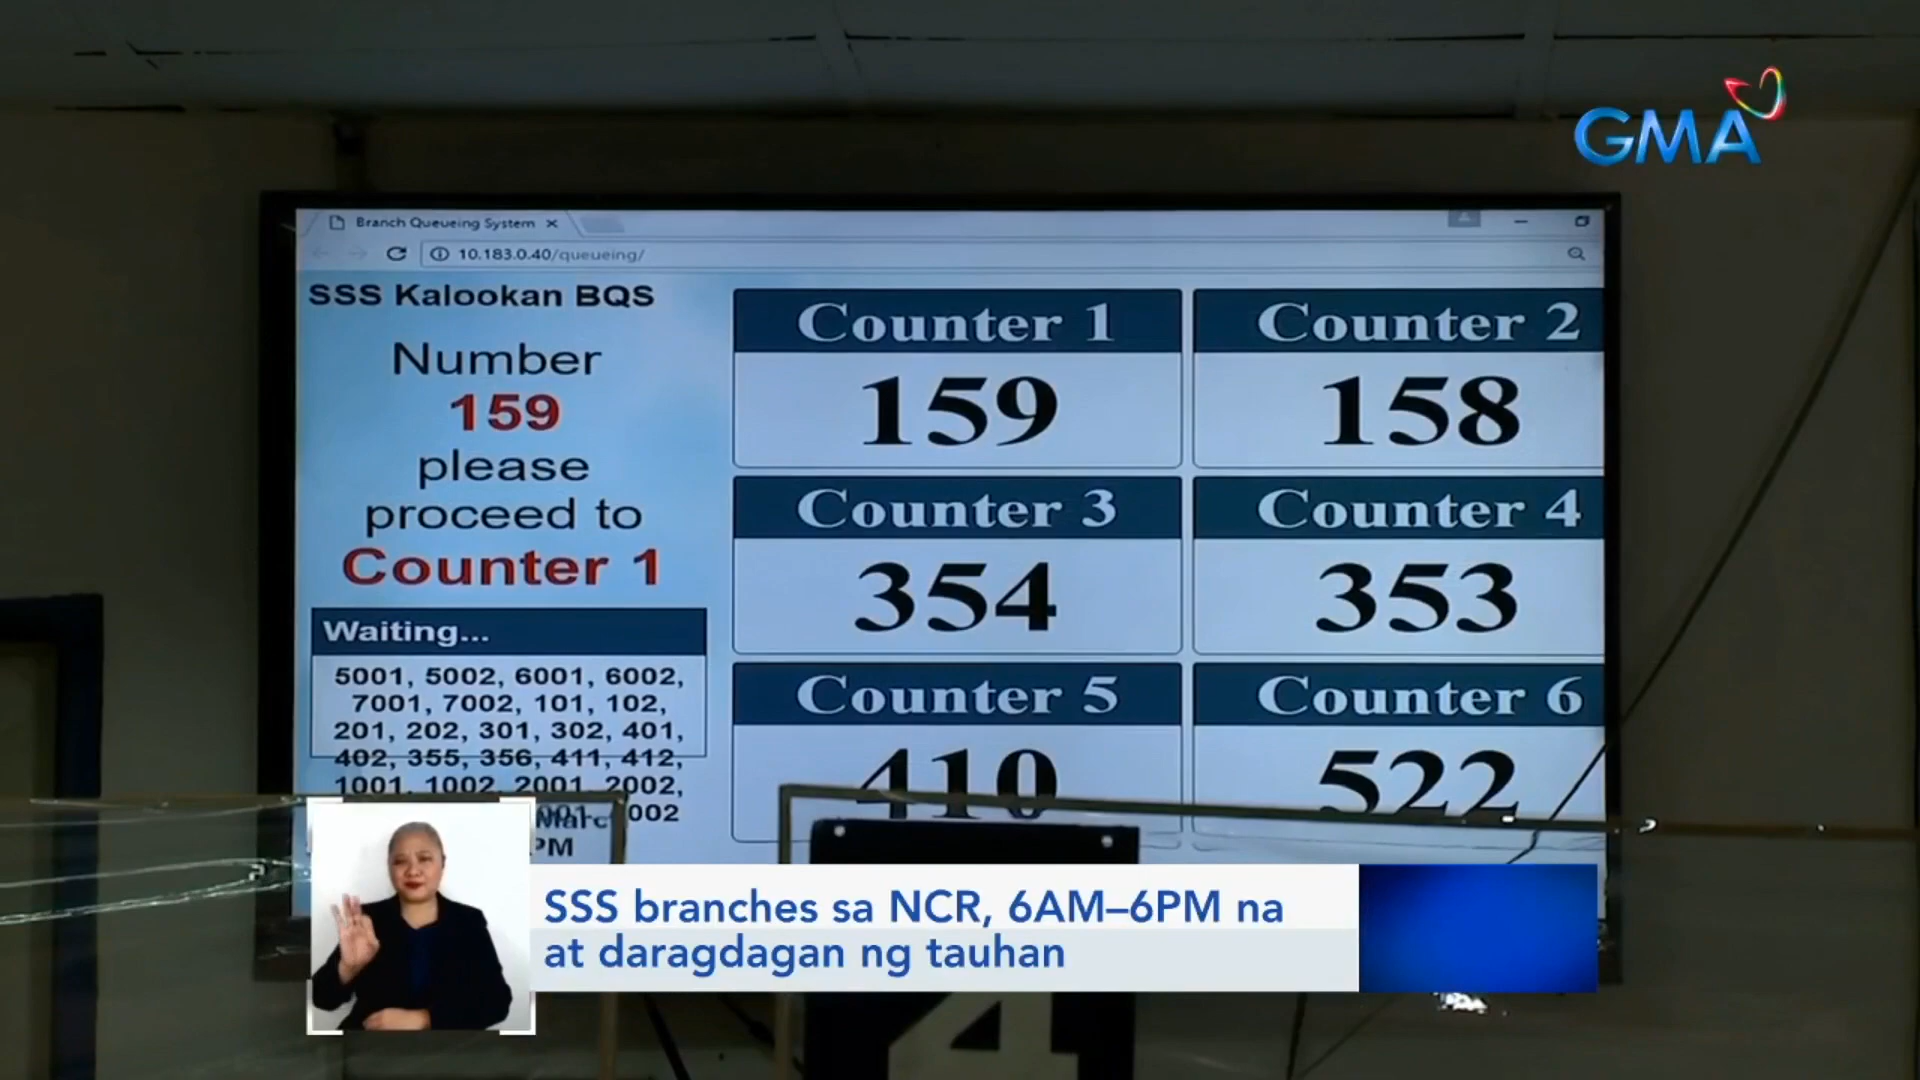 GMA
Branch Queueing System
10.183.0.40/queueing/
SSS Kalookan BQS
Number
159
please
proceed to
Counter 1
Waiting...
5001, 5002, 6001, 6002,
7001, 7002, 101, 102,
201, 202, 301, 302, 401,
402, 355, 356, 411, 412,
1001, 1002, 2001, 2002,
PM
Counter 1
159
Counter 2
158
Counter 3
354
Counter 4
353
Counter 5
410
Counter 6
522
SSS branches sa NCR, 6AM–6PM na
at daragdagan ng tauhan
4